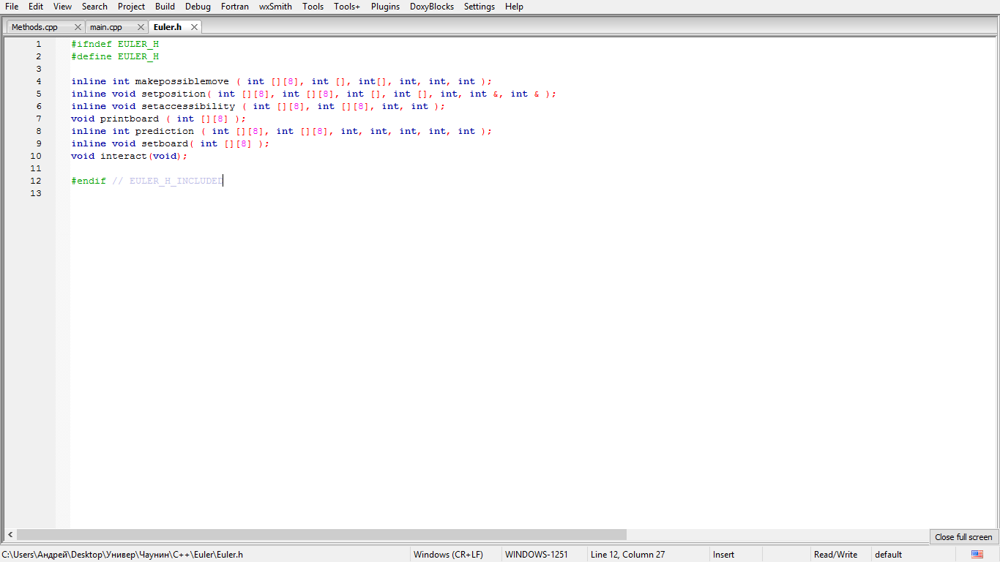 File Edit View Search Project Build Debug Fortran wxSmith Tools Tools+ Plugins DoxyBlocks Settings Help
Methods.cpp main.cpp Euler.h
1 #ifndef EULER_H
2 #define EULER_H
3
4 inline int makepossiblemove ( int [][8], int [], int[], int, int, int );
5 inline void setposition( int [][8], int [][8], int [], int [], int, int &, int & );
6 inline void setaccessibility ( int [][8], int [][8], int, int );
7 void printboard ( int [][8] );
8 inline int prediction ( int [][8], int [][8], int, int, int, int, int );
9 inline void setboard( int [][8] );
10 void interact(void);
11
12 #endif // EULER_H_INCLUDED
13
Close full screen
C:\Users\Андрей\Desktop\Универ\Чаунин\C++\Euler\Euler.h Windows (CR+LF) WINDOWS-1251 Line 12, Column 27 Insert Read/Write default